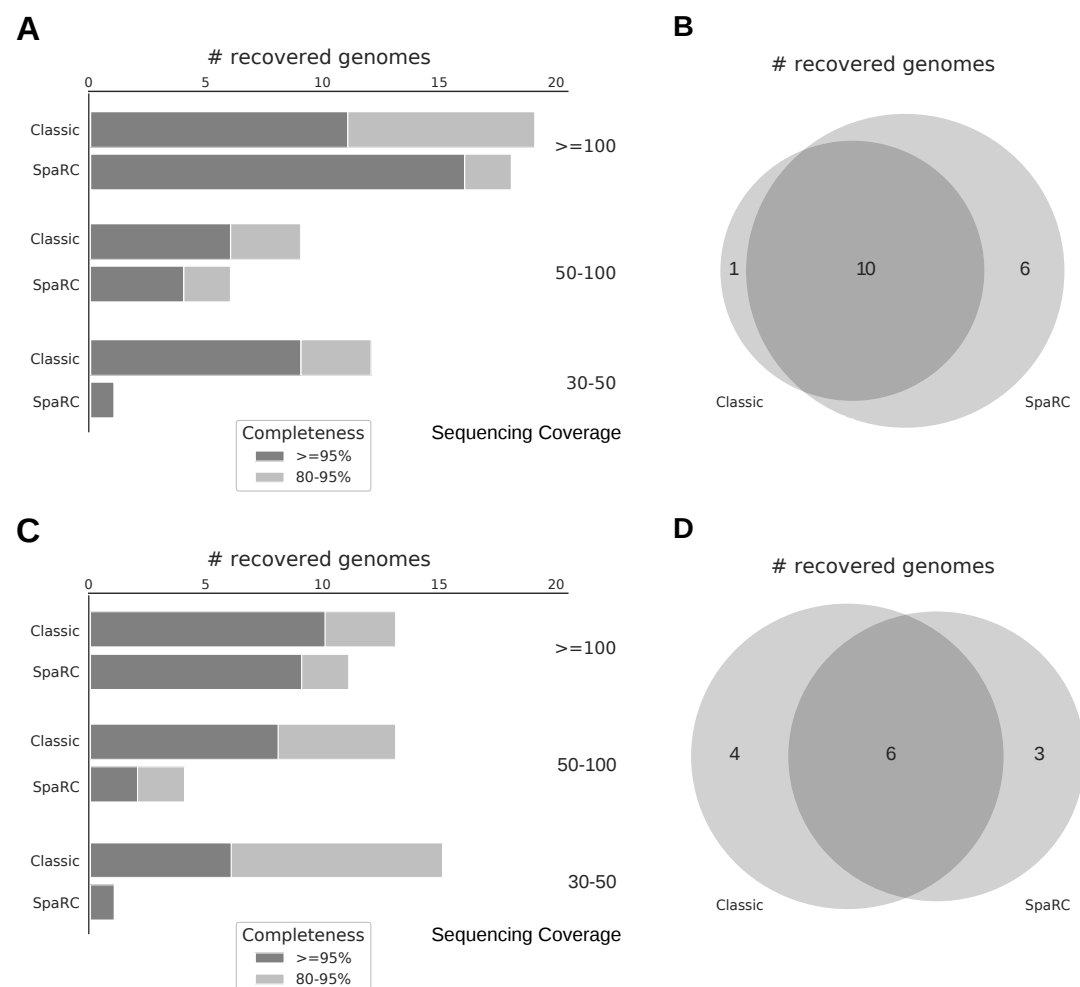 A
# recovered genomes
0 5 10 15 20
Classic
SpaRC
>=100
Classic
SpaRC
50-100
Classic
SpaRC
30-50
Sequencing Coverage
Completeness
>=95%
80-95%
B
# recovered genomes
1 10 6
Classic SpaRC
C
# recovered genomes
0 5 10 15 20
Classic
SpaRC
>=100
Classic
SpaRC
50-100
Classic
SpaRC
30-50
Sequencing Coverage
Completeness
>=95%
80-95%
D
# recovered genomes
4 6 3
Classic SpaRC